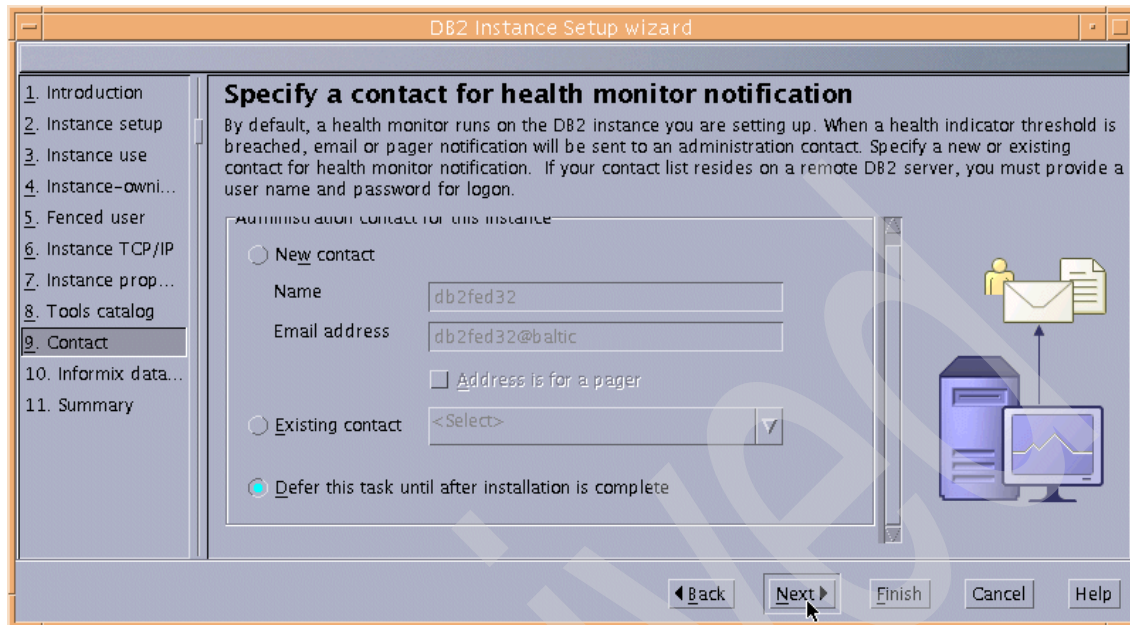 DB2 Instance Setup wizard
1. Introduction
2. Instance setup
3. Instance use
4. Instance-owni...
5. Fenced user
6. Instance TCP/IP
7. Instance prop...
8. Tools catalog
9. Contact
10. Informix data...
11. Summary
Specify a contact for health monitor notification
By default, a health monitor runs on the DB2 instance you are setting up. When a health indicator threshold is
breached, email or pager notification will be sent to an administration contact. Specify a new or existing
contact for health monitor notification. If your contact list resides on a remote DB2 server, you must provide a
user name and password for logon.
Administration contact for this instance
New contact
Name
db2fed32
Email address
db2fed32@baltic
Address is for a pager
Existing contact
<Select>
Defer this task until after installation is complete
Back
Next
Finish
Cancel
Help